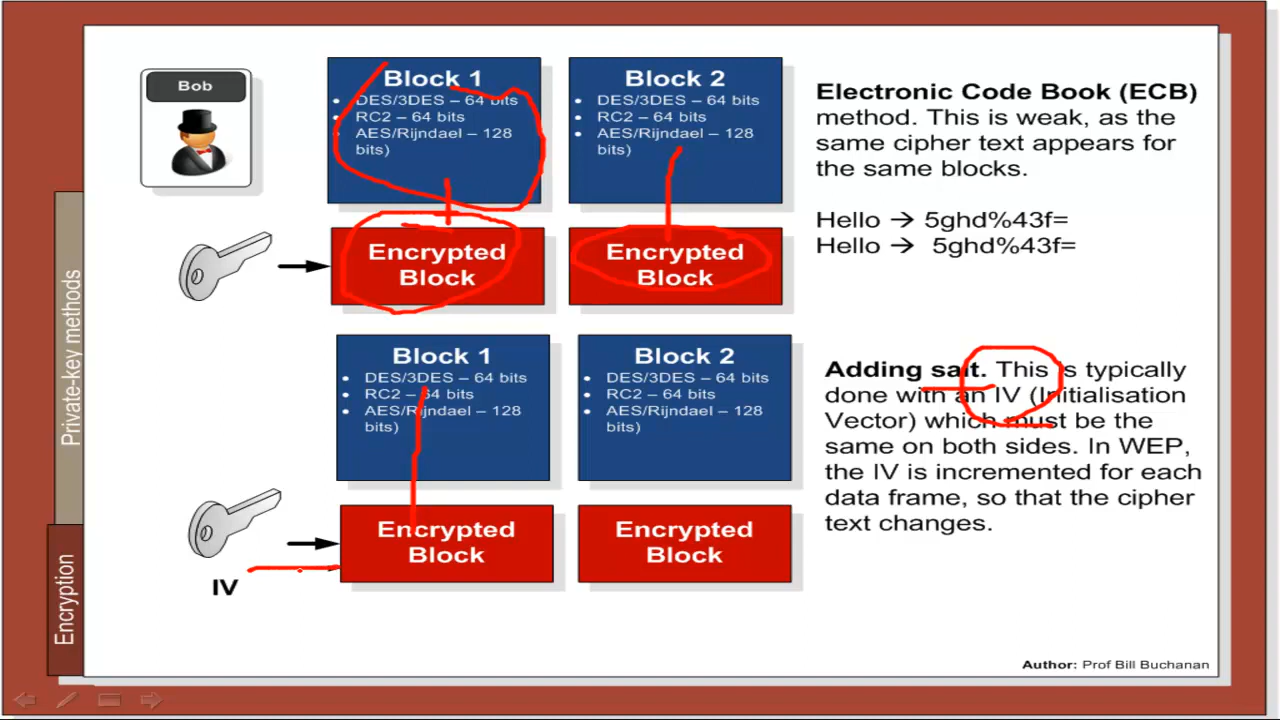 Bob
Block 1
• DES/3DES – 64 bits
• RC2 – 64 bits
• AES/Rijndael – 128
bits)
Block 2
• DES/3DES – 64 bits
• RC2 – 64 bits
• AES/Rijndael – 128
bits)
Encrypted
Block
Encrypted
Block
Electronic Code Book (ECB)
method. This is weak, as the
same cipher text appears for
the same blocks.
Hello → 5ghd%43f=
Hello → 5ghd%43f=
Block 1
• DES/3DES – 64 bits
• RC2 – 64 bits
• AES/Rijndael – 128
bits)
Block 2
• DES/3DES – 64 bits
• RC2 – 64 bits
• AES/Rijndael – 128
bits)
IV
Encrypted
Block
Encrypted
Block
Adding salt. This is typically
done with an IV (Initialisation
Vector) which must be the
same on both sides. In WEP,
the IV is incremented for each
data frame, so that the cipher
text changes.
Private-key methods
Encryption
Author: Prof Bill Buchanan